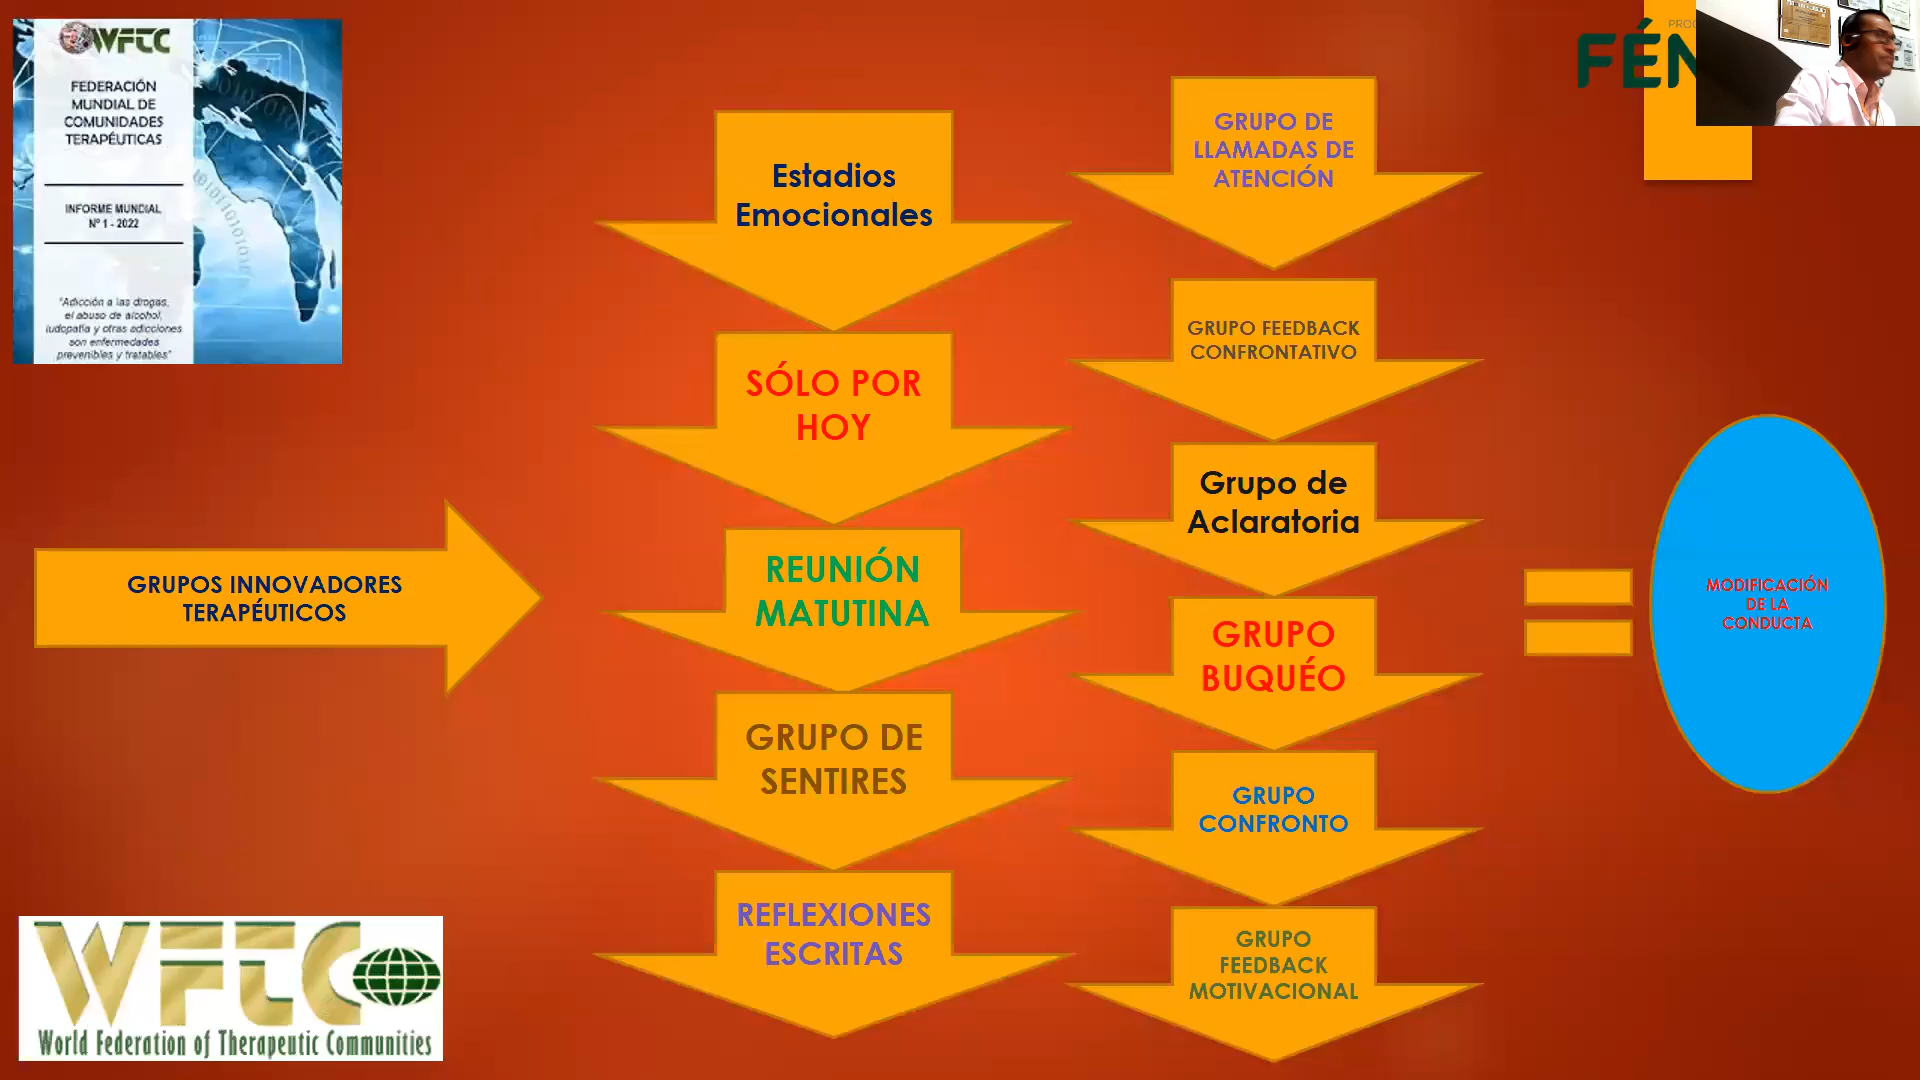 WFTC
FEDERACIÓN
MUNDIAL DE
COMUNIDADES
TERAPÉUTICAS
INFORME MUNDIAL
Nº 1 - 2022
"Adicción a las drogas,
el abuso de alcohol,
ludopatía y otras adicciones
son enfermedades
prevenibles y tratables"
GRUPOS INNOVADORES
TERAPÉUTICOS
WFTC
World Federation of Therapeutic Communities
Estadios
Emocionales
SÓLO POR
HOY
REUNIÓN
MATUTINA
GRUPO DE
SENTIRES
REFLEXIONES
ESCRITAS
GRUPO DE
LLAMADAS DE
ATENCIÓN
GRUPO FEEDBACK
CONFRONTATIVO
Grupo de
Aclaratoria
GRUPO
BUQUÉO
GRUPO
CONFRONTO
GRUPO
FEEDBACK
MOTIVACIONAL
MODIFICACIÓN
DE LA
CONDUCTA